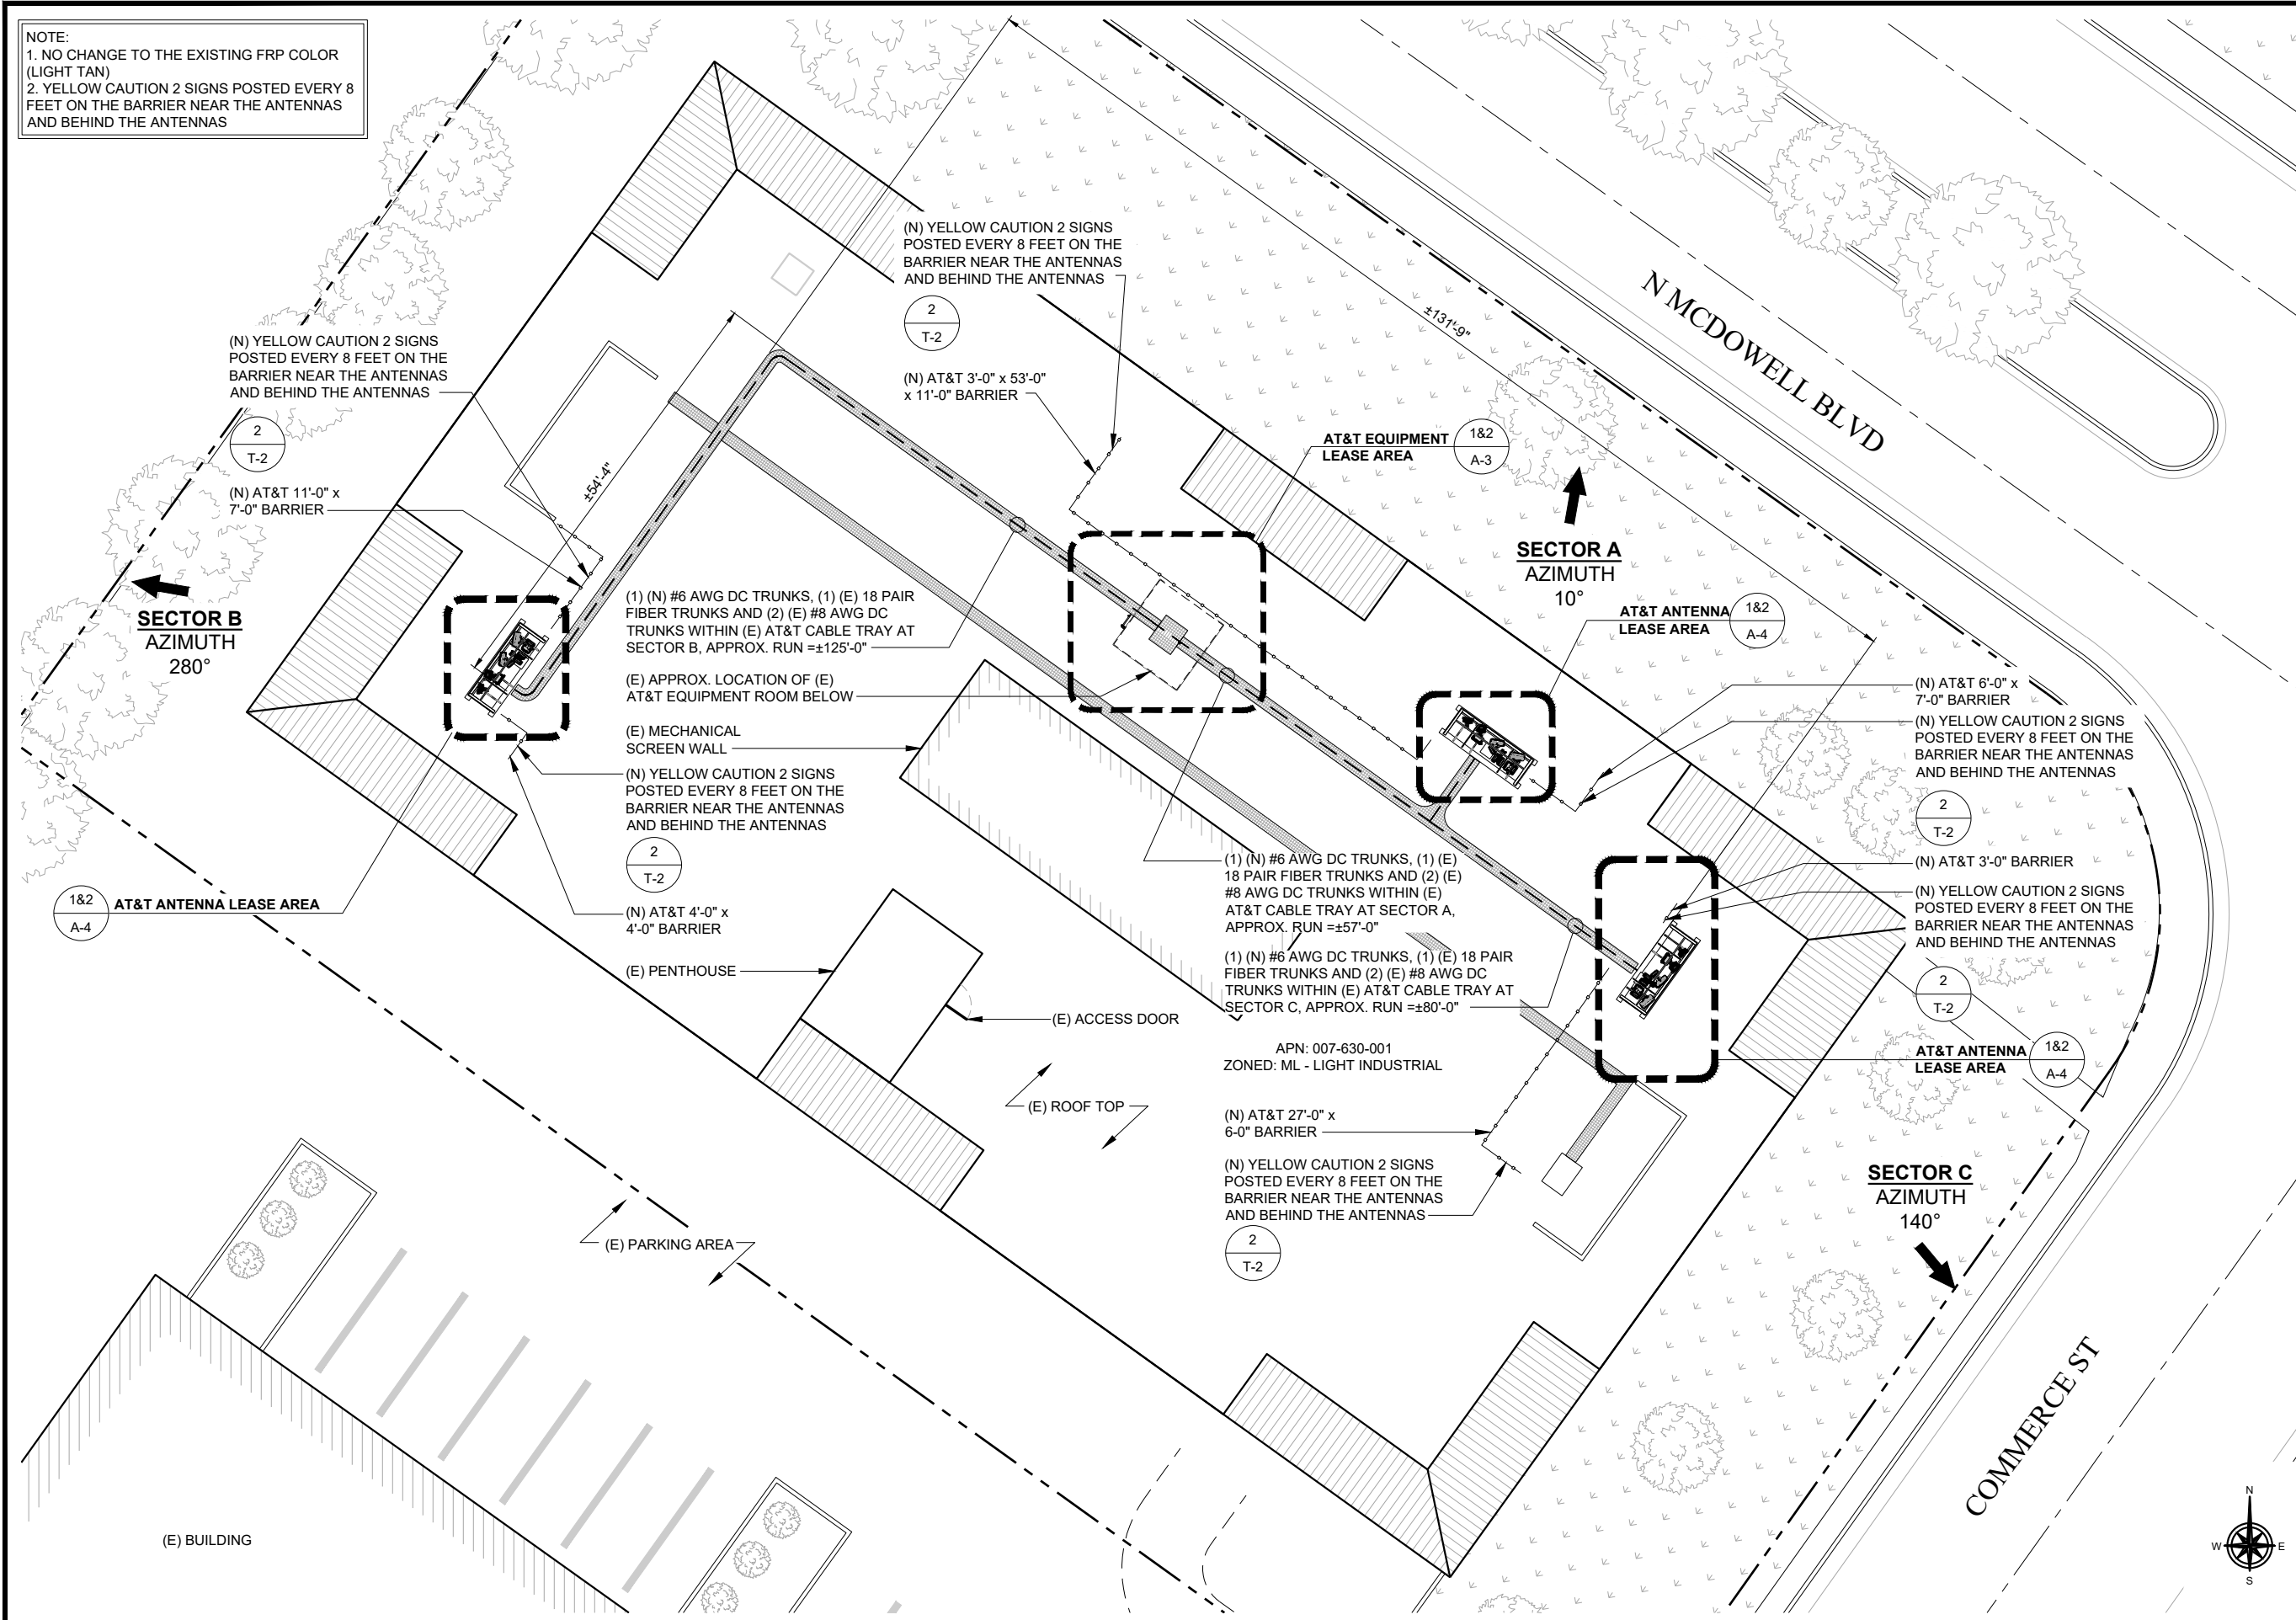 NOTE:
1. NO CHANGE TO THE EXISTING FRP COLOR
(LIGHT TAN)
2. YELLOW CAUTION 2 SIGNS POSTED EVERY 8
FEET ON THE BARRIER NEAR THE ANTENNAS
AND BEHIND THE ANTENNAS
(N) YELLOW CAUTION 2 SIGNS
POSTED EVERY 8 FEET ON THE
BARRIER NEAR THE ANTENNAS
AND BEHIND THE ANTENNAS
2
T-2
(N) AT&T 3'-0" x 53'-0"
x 11'-0" BARRIER
±131'-9"
N MCDOWELL BLVD
(N) YELLOW CAUTION 2 SIGNS
POSTED EVERY 8 FEET ON THE
BARRIER NEAR THE ANTENNAS
AND BEHIND THE ANTENNAS
2
T-2
(N) AT&T 11'-0" x
7'-0" BARRIER
±54'-4"
AT&T EQUIPMENT
LEASE AREA
1&2
A-3
SECTOR A
AZIMUTH
10°
SECTOR B
AZIMUTH
280°
(1) (N) #6 AWG DC TRUNKS, (1) (E) 18 PAIR
FIBER TRUNKS AND (2) (E) #8 AWG DC
TRUNKS WITHIN (E) AT&T CABLE TRAY AT
SECTOR B, APPROX. RUN =±125'-0"
(E) APPROX. LOCATION OF (E)
AT&T EQUIPMENT ROOM BELOW
(E) MECHANICAL
SCREEN WALL
(N) YELLOW CAUTION 2 SIGNS
POSTED EVERY 8 FEET ON THE
BARRIER NEAR THE ANTENNAS
AND BEHIND THE ANTENNAS
2
T-2
(N) AT&T 4'-0" x
4'-0" BARRIER
1&2
A-4
AT&T ANTENNA LEASE AREA
(E) PENTHOUSE
(E) ACCESS DOOR
(E) ROOF TOP
(E) PARKING AREA
(E) BUILDING
AT&T ANTENNA
LEASE AREA
1&2
A-4
(N) AT&T 6'-0" x
7'-0" BARRIER
(N) YELLOW CAUTION 2 SIGNS
POSTED EVERY 8 FEET ON THE
BARRIER NEAR THE ANTENNAS
AND BEHIND THE ANTENNAS
2
T-2
(N) AT&T 3'-0" BARRIER
(N) YELLOW CAUTION 2 SIGNS
POSTED EVERY 8 FEET ON THE
BARRIER NEAR THE ANTENNAS
AND BEHIND THE ANTENNAS
2
T-2
AT&T ANTENNA
LEASE AREA
1&2
A-4
(1) (N) #6 AWG DC TRUNKS, (1) (E)
18 PAIR FIBER TRUNKS AND (2) (E)
#8 AWG DC TRUNKS WITHIN (E)
AT&T CABLE TRAY AT SECTOR A,
APPROX. RUN =±57'-0"
(1) (N) #6 AWG DC TRUNKS, (1) (E) 18 PAIR
FIBER TRUNKS AND (2) (E) #8 AWG DC
TRUNKS WITHIN (E) AT&T CABLE TRAY AT
SECTOR C, APPROX. RUN =±80'-0"
APN: 007-630-001
ZONED: ML - LIGHT INDUSTRIAL
(N) AT&T 27'-0" x
6-0" BARRIER
(N) YELLOW CAUTION 2 SIGNS
POSTED EVERY 8 FEET ON THE
BARRIER NEAR THE ANTENNAS
AND BEHIND THE ANTENNAS
2
T-2
SECTOR C
AZIMUTH
140°
COMMERCE ST
N
W E
S